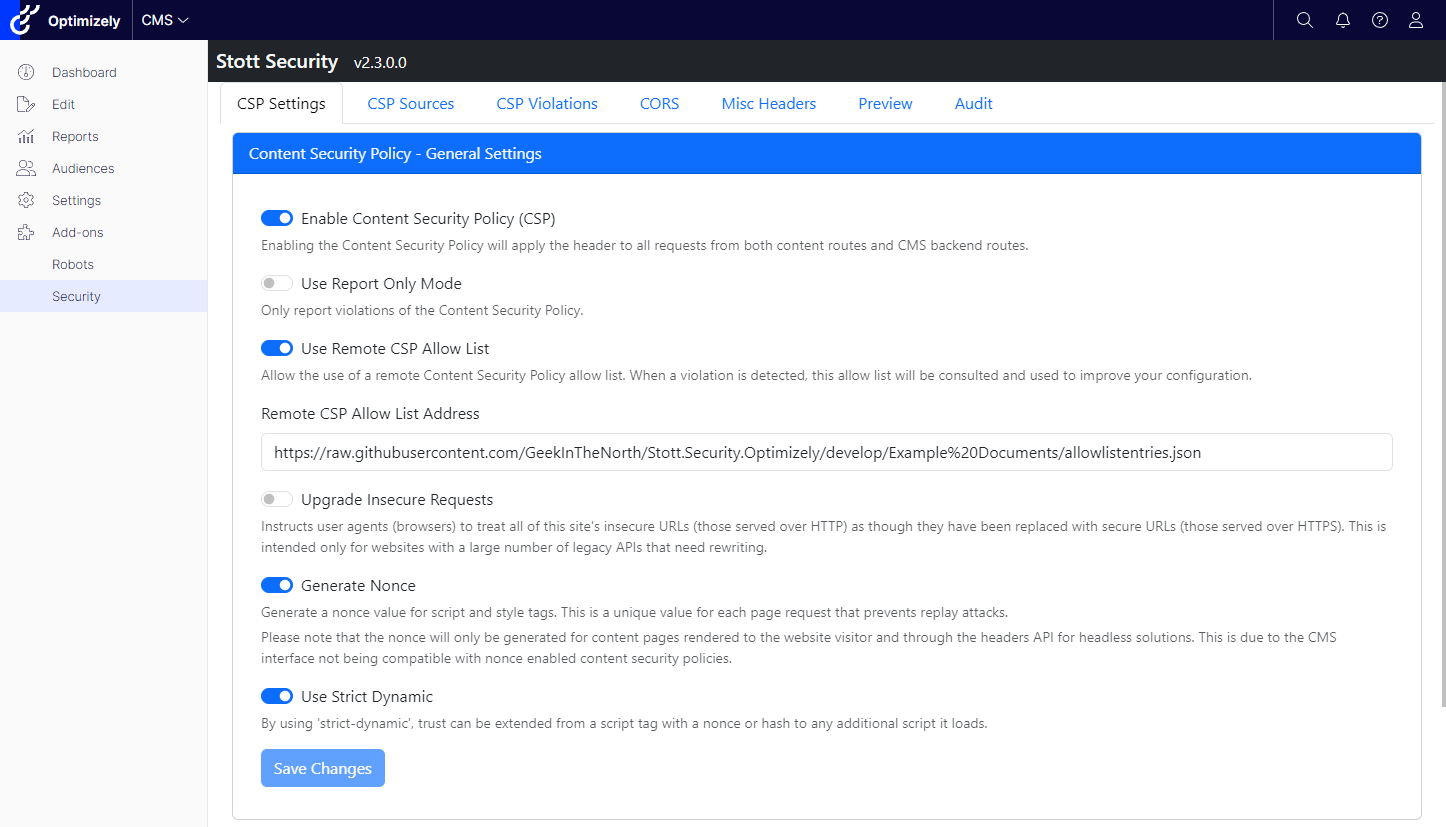 Optimizely
CMS
Dashboard
Edit
Reports
Audiences
Settings
Add-ons
Robots
Security
Stott Security v2.3.0.0
CSP Settings CSP Sources CSP Violations CORS Misc Headers Preview Audit
Content Security Policy - General Settings
Enable Content Security Policy (CSP)
Enabling the Content Security Policy will apply the header to all requests from both content routes and CMS backend routes.
Use Report Only Mode
Only report violations of the Content Security Policy.
Use Remote CSP Allow List
Allow the use of a remote Content Security Policy allow list. When a violation is detected, this allow list will be consulted and used to improve your configuration.
Remote CSP Allow List Address
https://raw.githubusercontent.com/GeekInTheNorth/Stott.Security.Optimizely/develop/Example%20Documents/allowlistentries.json
Upgrade Insecure Requests
Instructs user agents (browsers) to treat all of this site's insecure URLs (those served over HTTP) as though they have been replaced with secure URLs (those served over HTTPS). This is
intended only for websites with a large number of legacy APIs that need rewriting.
Generate Nonce
Generate a nonce value for script and style tags. This is a unique value for each page request that prevents replay attacks.
Please note that the nonce will only be generated for content pages rendered to the website visitor and through the headers API for headless solutions. This is due to the CMS
interface not being compatible with nonce enabled content security policies.
Use Strict Dynamic
By using 'strict-dynamic', trust can be extended from a script tag with a nonce or hash to any additional script it loads.
Save Changes